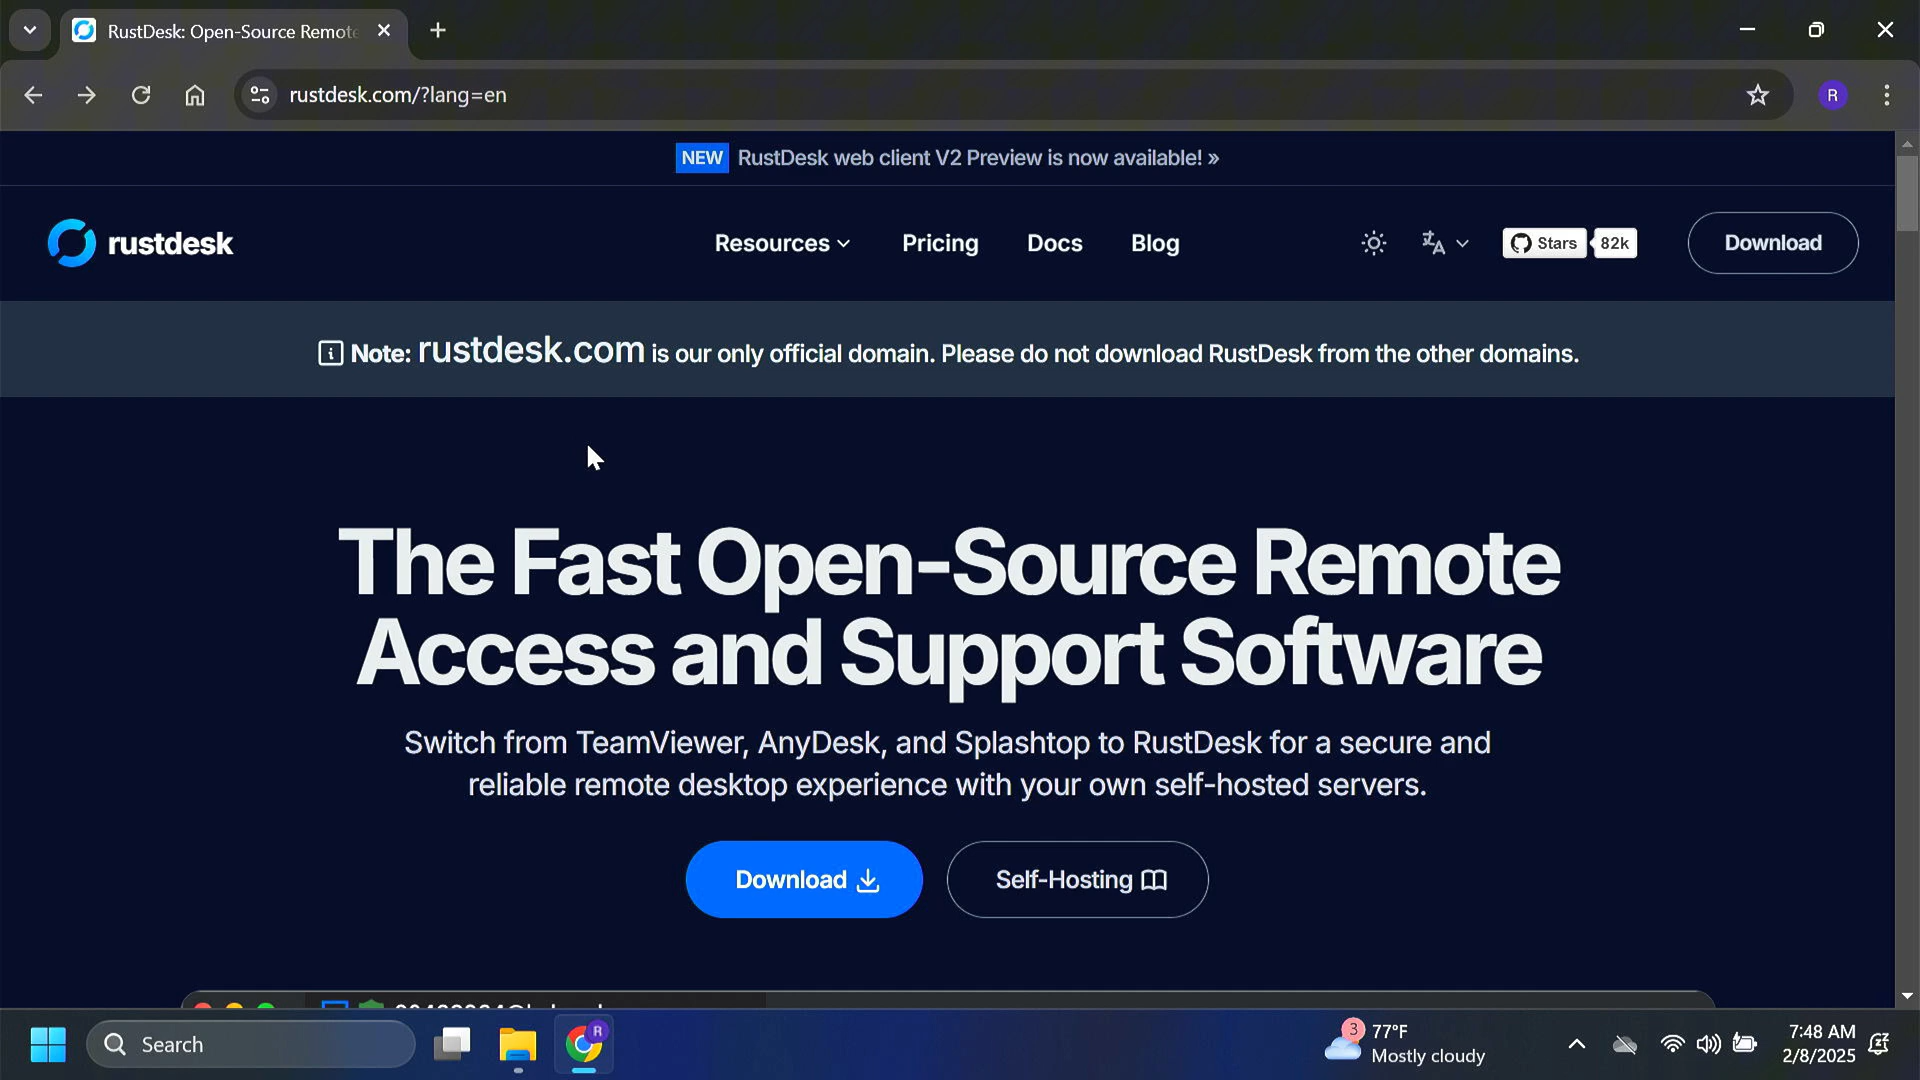 RustDesk: Open-Source Remote
rustdesk.com/?lang=en
R
NEW RustDesk web client V2 Preview is now available! »
rustdesk
Resources
Pricing
Docs
Blog
Stars
82k
Download
Note: rustdesk.com is our only official domain. Please do not download RustDesk from the other domains.
The Fast Open-Source Remote
Access and Support Software
Switch from TeamViewer, AnyDesk, and Splashtop to RustDesk for a secure and
reliable remote desktop experience with your own self-hosted servers.
Download
Self-Hosting
Search
R
3
77°F
Mostly cloudy
7:48 AM
2/8/2025